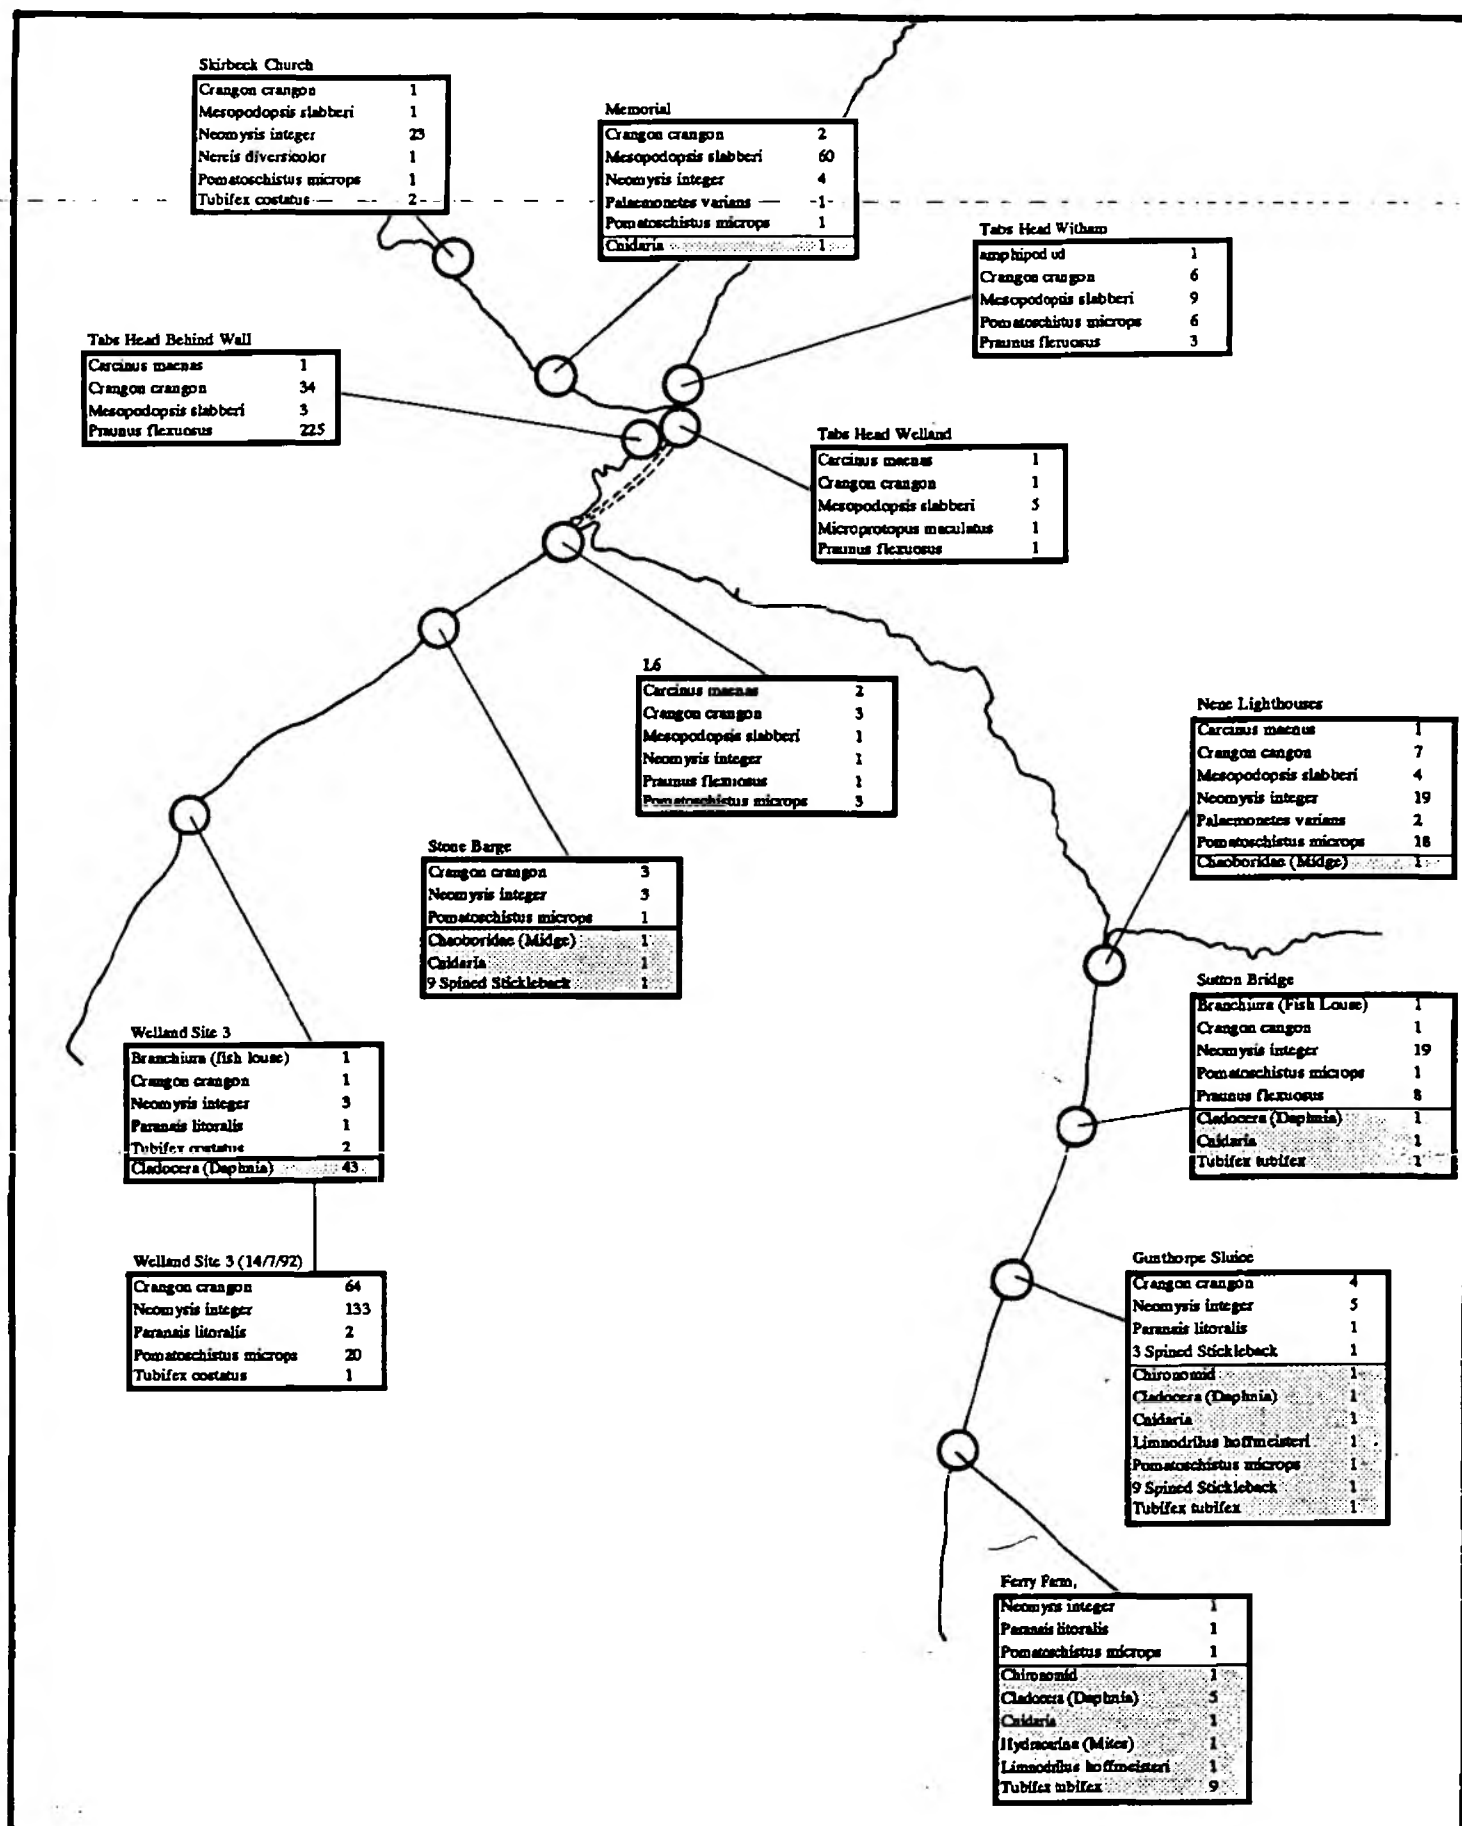 Skirbeck Church
Crangon crangon 1
Mesopodopsis slabberi 1
Neomysis integer 23
Nereis diversicolor 1
Pomatoschistus microps 1
Tubifex costatus 2
Memorial
Crangon crangon 2
Mesopodopsis slabberi 60
Neomysis integer 4
Palaemonetes varians 1
Pomatoschistus microps 1
Cnidaria 1
Tabs Head Witham
amphipod ud 1
Crangon crangon 6
Mesopodopsis slabberi 9
Pomatoschistus microps 6
Praunus fleruosus 3
Tabs Head Behind Wall
Carcinus maenas 1
Crangon crangon 34
Mesopodopsis slabberi 3
Praunus flexuosus 225
Tabs Head Welland
Carcinus maenas 1
Crangon crangon 1
Mesopodopsis slabberi 5
Microprotopus maculatus 1
Praunus flexuosus 1
L6
Carcinus maenas 2
Crangon crangon 3
Mesopodopsis slabberi 1
Neomysis integer 1
Praunus flexuosus 1
Pomatoschistus microps 3
Nene Lighthouses
Carcinus maenus 1
Crangon cangon 7
Mesopodopsis slabberi 4
Neomysis integer 19
Palaemonetes varians 2
Pomatoschistus microps 18
Chaoboridae (Midge) 1
Stone Barge
Crangon crangon 3
Neomysis integer 3
Pomatoschistus microps 1
Chaoboridae (Midge) 1
Cnidaria 1
9 Spined Stickleback 1
Sutton Bridge
Branchiura (Fish Louse) 1
Crangon cangon 1
Neomysis integer 19
Pomatoschistus microps 1
Praunus flexuosus 8
Cladocera (Daphnia) 1
Cnidaria 1
Tubifex tubifex 1
Welland Site 3
Branchiura (fish louse) 1
Crangon crangon 1
Neomysis integer 3
Paranais litoralis 1
Tubifex costatus 2
Cladocera (Daphnia) 43
Welland Site 3 (14/7/92)
Crangon crangon 64
Neomysis integer 133
Paranais litoralis 2
Pomatoschistus microps 20
Tubifex costatus 1
Gunthorpe Sluice
Crangon crangon 4
Neomysis integer 5
Paranais litoralis 1
3 Spined Stickleback 1
Chironomid 1
Cladocera (Daphnia) 1
Cnidaria 1
Limnodrilus hoffmeisteri 1
Pomatoschistus microps 1
9 Spined Stickleback 1
Tubifex tubifex 1
Ferry Farm,
Neomysis integer 1
Paranais litoralis 1
Pomatoschistus microps 1
Chironomid 1
Cladocera (Daphnia) 5
Cnidaria 1
Hydracarina (Mites) 1
Limnodrilus hoffmeisteri 1
Tubifex tubifex 9